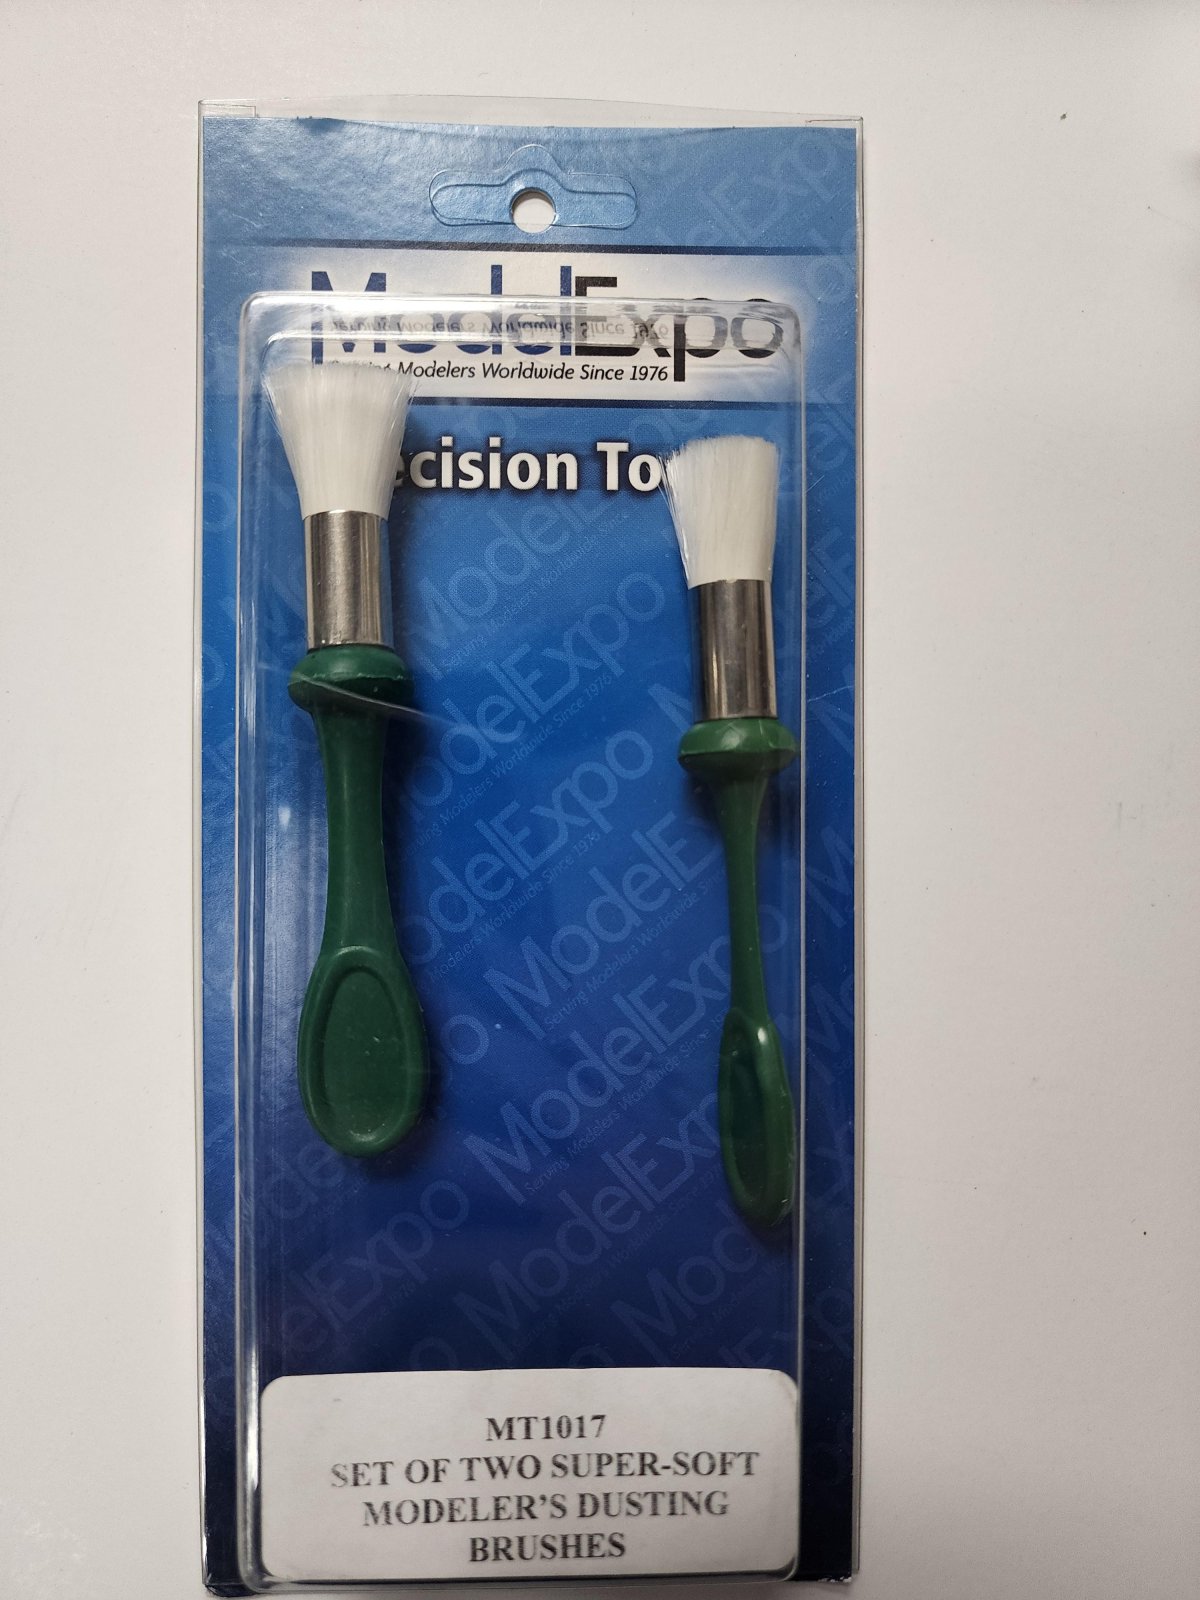 ModelExpo
Serving Modelers Worldwide Since 1976
ecision To
MT1017
SET OF TWO SUPER-SOFT
MODELER'S DUSTING
BRUSHES